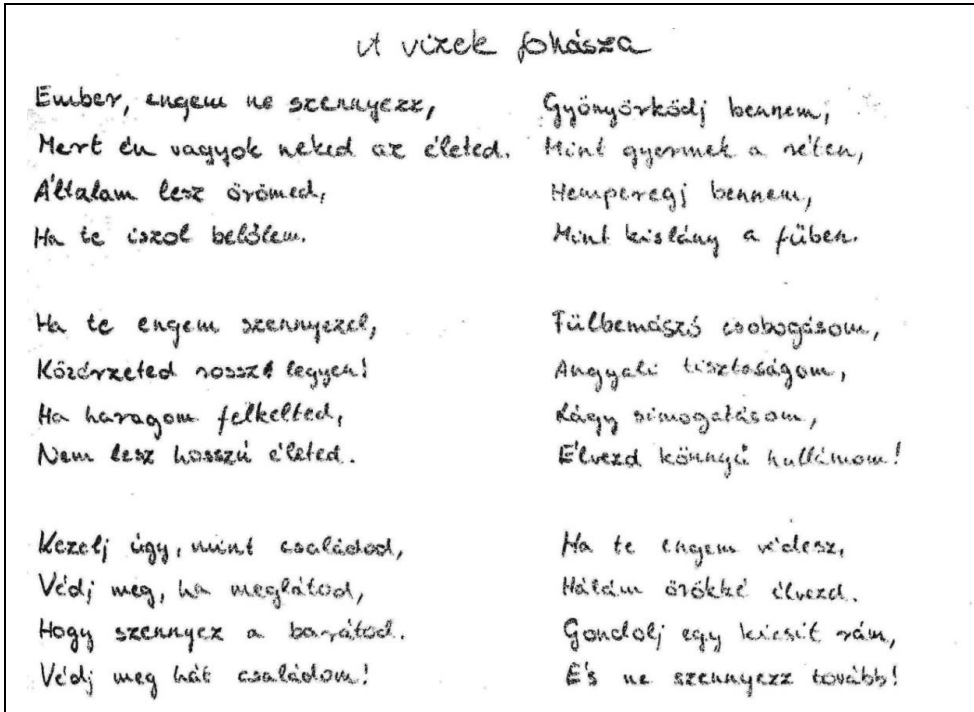 A vizek fohásza
Ember, engem ne szennyezz,
Mert én vagyok neked az életed.
Általam lesz örömed,
Ha te iszol belőlem.
Ha te engem szennyezel,
Közérzeted rosszé legyen!
Ha haragom felkelted,
Nem lesz hosszú életed.
Kezelj úgy, mint családod,
Védj meg, ha meglátod,
Hogy szennyez a barátod.
Védj meg hát családom!
Gyönyörködj bennem,
Mint gyermek a réten,
Hemperegj bennem,
Mint kislány a fűben.
Fülbemászó csobogásom,
Angyali tisztaságom,
Lágy simogatásom,
Élvezd könnyű hullámom!
Ha te engem védesz,
Hálám örökké élvezd.
Gondolj egy kicsit rám,
És ne szennyezz tovább!